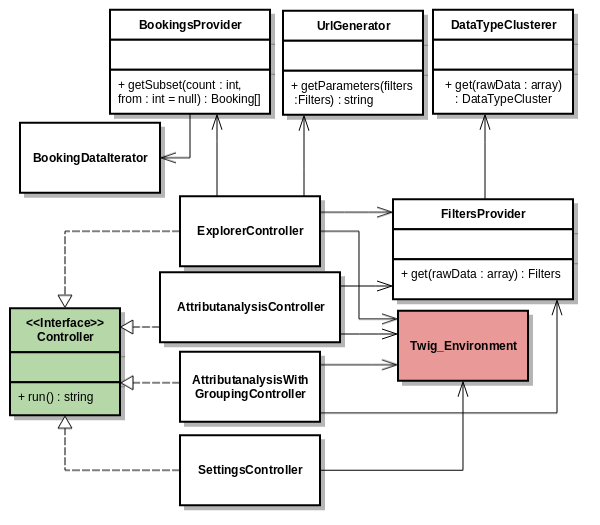 BookingsProvider
+ getSubset(count : int,
from : int = null) : Booking[]
UrlGenerator
+ getParameters(filters
:Filters) : string
DataTypeClusterer
+ get(rawData : array)
: DataTypeCluster
BookingDataIterator
ExplorerController
FiltersProvider
+ get(rawData : array) : Filters
AttributanalysisController
<<Interface>>
Controller
+ run() : string
Twig_Environment
AttributanalysisWith
GroupingController
SettingsController